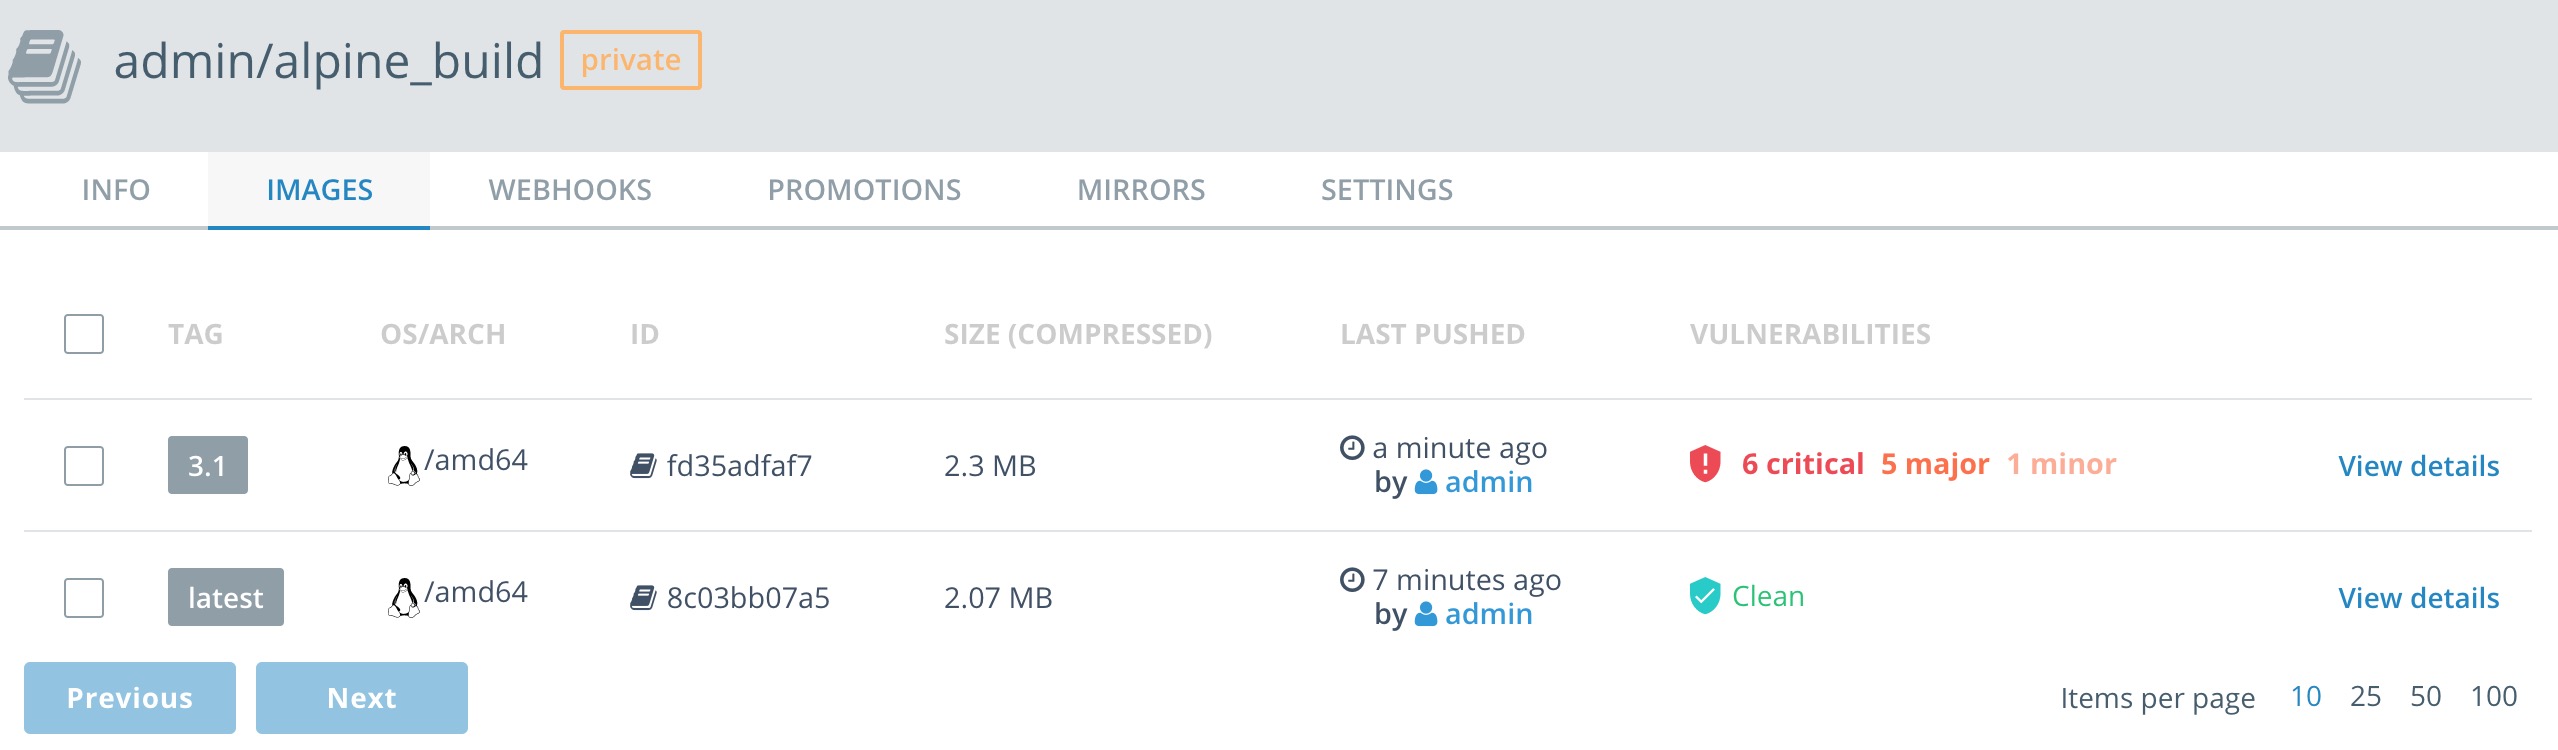 admin/alpine_build private
INFO IMAGES WEBHOOKS PROMOTIONS MIRRORS SETTINGS
TAG OS/ARCH ID SIZE (COMPRESSED) LAST PUSHED VULNERABILITIES
3.1 /amd64 fd35adfaf7 2.3 MB a minute ago 6 critical 5 major 1 minor View details
by admin
latest /amd64 8c03bb07a5 2.07 MB 7 minutes ago Clean View details
by admin
Previous Next Items per page 10 25 50 100